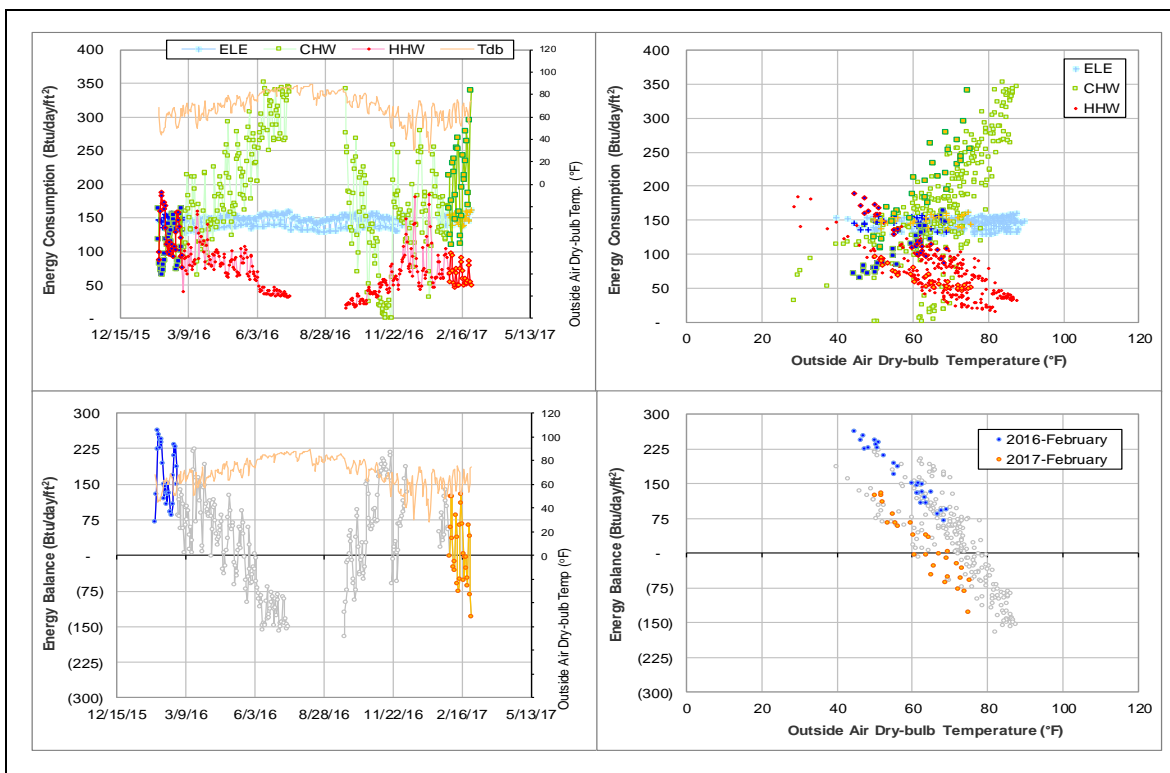 ELE CHW HHW Tdb
400
350
300
250
200
150
100
50
-
120
100
80
60
40
20
0
12/15/15 3/9/16 6/3/16 8/28/16 11/22/16 2/16/17 5/13/17
Energy Consumption (Btu/day/ft²)
Outside Air Dry-bulb Temp. (°F)
ELE
CHW
HHW
400
350
300
250
200
150
100
50
-
0 20 40 60 80 100 120
Energy Consumption (Btu/day/ft²)
Outside Air Dry-bulb Temperature (°F)
300
225
150
75
-
(75)
(150)
(225)
(300)
120
100
80
60
40
20
0
12/15/15 3/9/16 6/3/16 8/28/16 11/22/16 2/16/17 5/13/17
Energy Balance (Btu/day/ft²)
Outside Air Dry-bulb Temp (°F)
2016-February
2017-February
300
225
150
75
-
(75)
(150)
(225)
(300)
0 20 40 60 80 100 120
Energy Balance (Btu/day/ft²)
Outside Air Dry-bulb Temperature (°F)